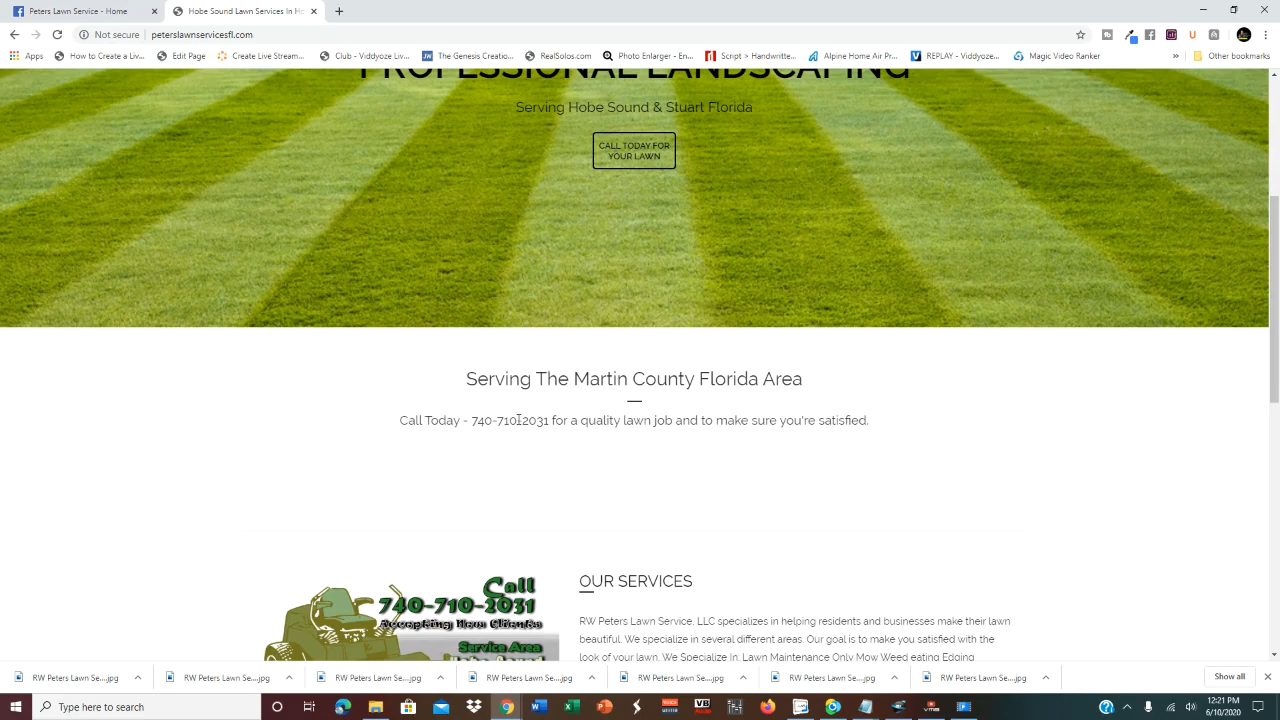 Peters Lawn Service - Home
Hobe Sound Lawn Services In Ho
Not secure | peterslawnservicesfl.com
Apps
How to Create a Liv...
Edit Page
Create Live Stream...
Club - Viddyoze Liv...
The Genesis Creatio...
RealSolos.com
Photo Enlarger - En...
Script > Handwritte...
Alpine Home Air Pr...
REPLAY - Viddyoze...
Magic Video Ranker
»
Other bookmarks
PROFESSIONAL LANDSCAPING
Serving Hobe Sound & Stuart Florida
CALL TODAY FOR
YOUR LAWN
Serving The Martin County Florida Area
Call Today - 740-710-2031 for a quality lawn job and to make sure you're satisfied.
Call
740-710-2031
Accepting New Clients
Service Area
Hobe Sound
OUR SERVICES
RW Peters Lawn Service, LLC specializes in helping residents and businesses make their lawn
beautiful. We specialize in several different areas. Our goal is to make you satisfied with the
look of your lawn. We Specialize In: Lawn Maintenance Only Mow Weed eating Edging
RW Peters Lawn Se....jpg
RW Peters Lawn Se....jpg
RW Peters Lawn Se....jpg
RW Peters Lawn Se....jpg
RW Peters Lawn Se....jpg
RW Peters Lawn Se....jpg
RW Peters Lawn Se....jpg
Show all
Type here to search
12:21 PM
6/10/2020